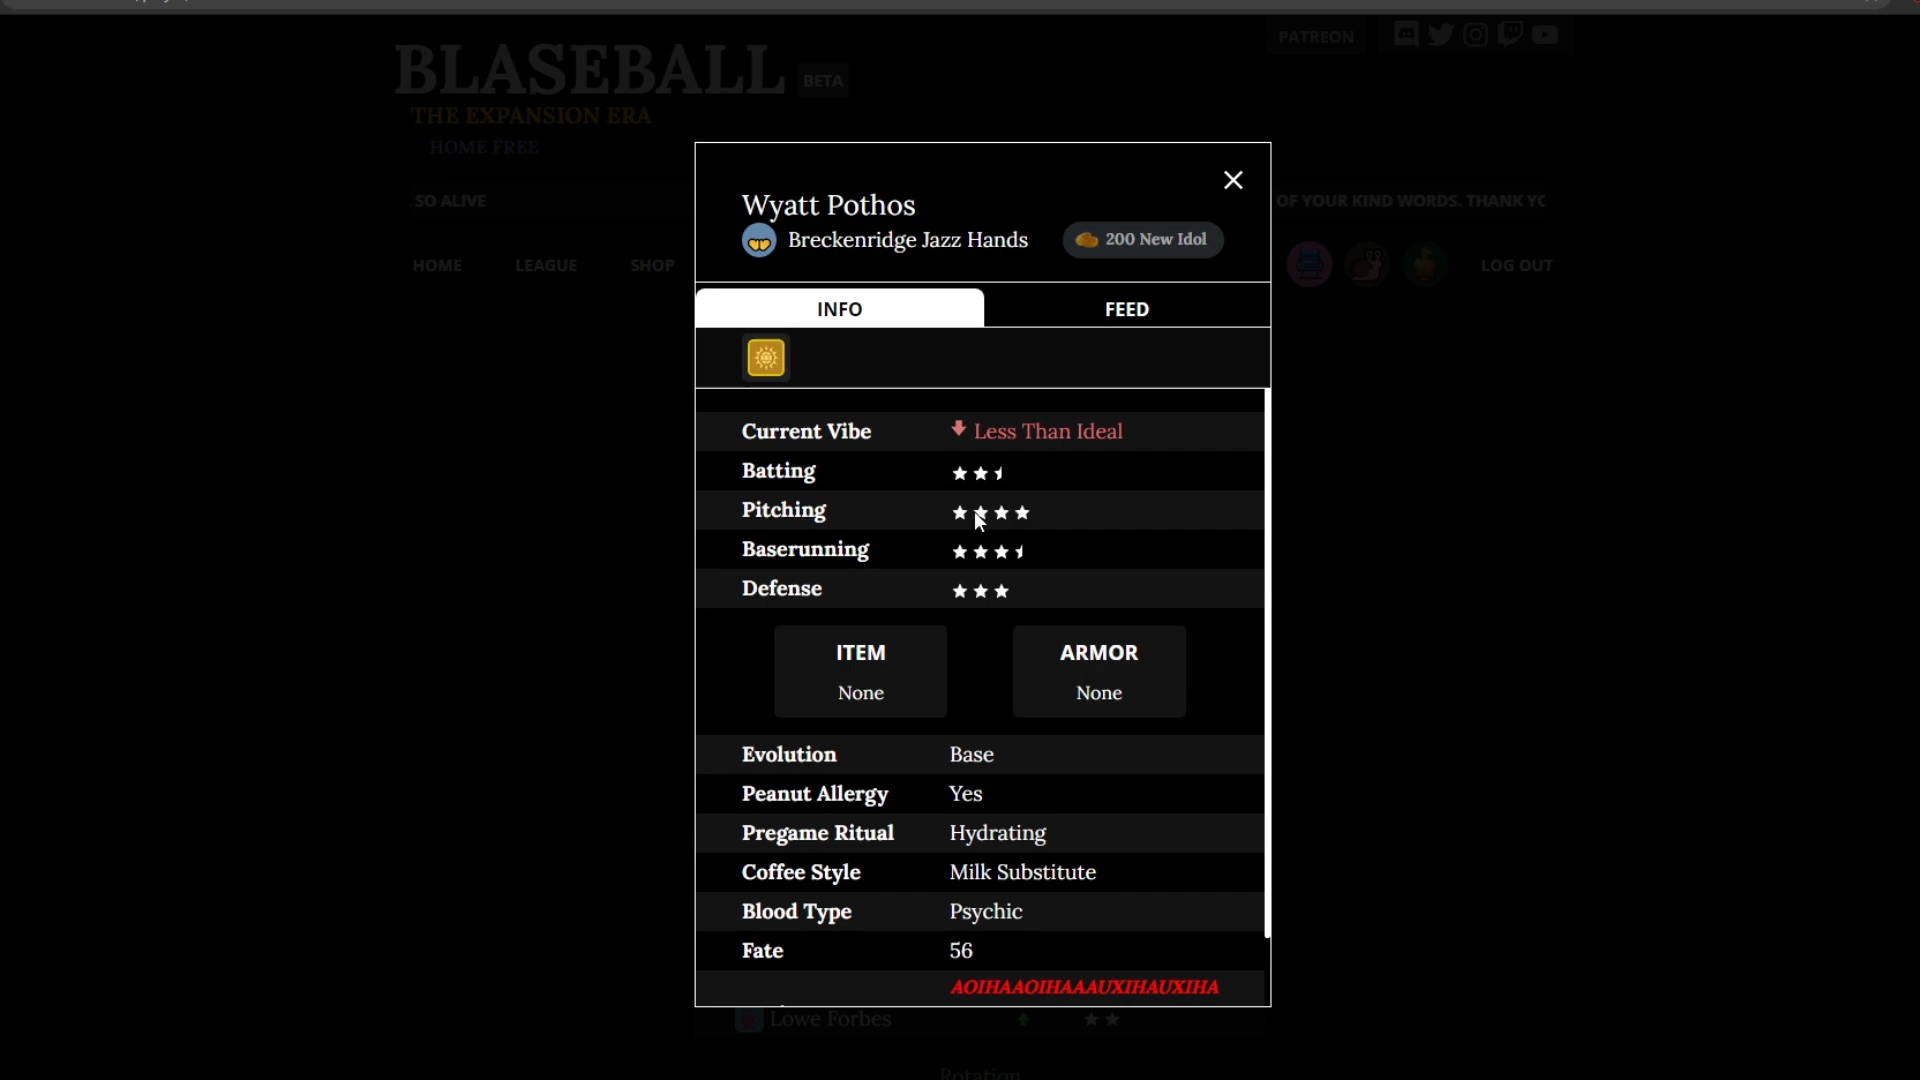 BLASEBALL BETA
PATREON
THE EXPANSION ERA
HOME FREE
SO ALIVE
OF YOUR KIND WORDS. THANK YO
HOME LEAGUE SHOP
LOG OUT
Wyatt Pothos
Breckenridge Jazz Hands
200 New Idol
INFO FEED
Current Vibe Less Than Ideal
Batting
Pitching
Baserunning
Defense
ITEM ARMOR
None None
Evolution Base
Peanut Allergy Yes
Pregame Ritual Hydrating
Coffee Style Milk Substitute
Blood Type Psychic
Fate 56
AOIHAAOIHAAAUXIHAUXIHA
Lowe Forbes
Rotation